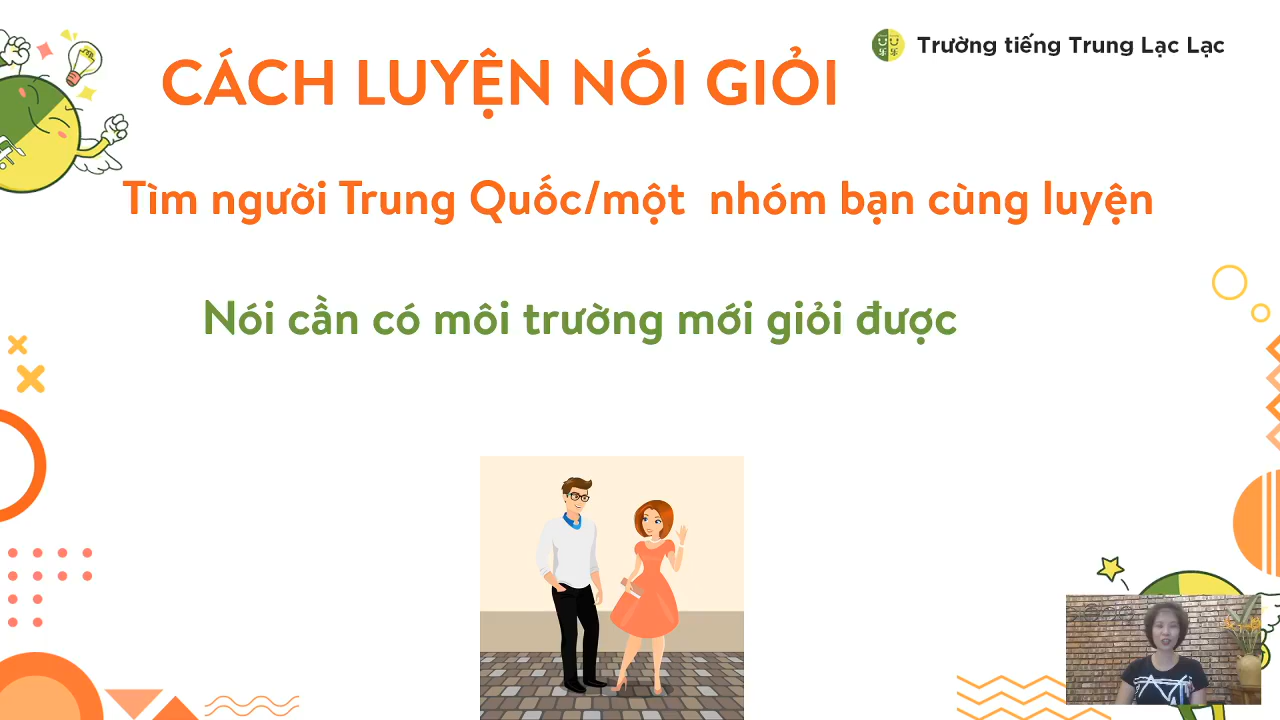 Trường tiếng Trung Lạc Lạc
CÁCH LUYỆN NÓI GIỎI
Tìm người Trung Quốc/một nhóm bạn cùng luyện
Nói cần có môi trường mới giỏi được